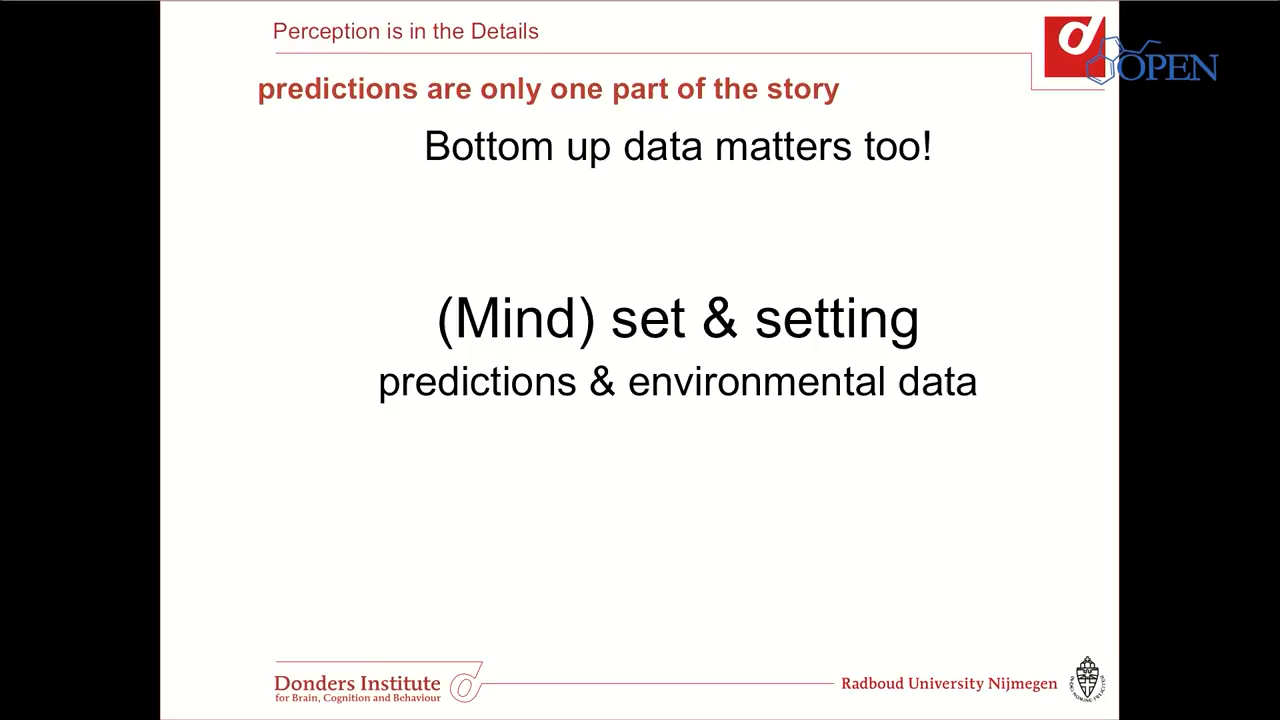 Perception is in the Details
OPEN
predictions are only one part of the story
Bottom up data matters too!
(Mind) set & setting
predictions & environmental data
Donders Institute
for Brain, Cognition and Behaviour
Radboud University Nijmegen